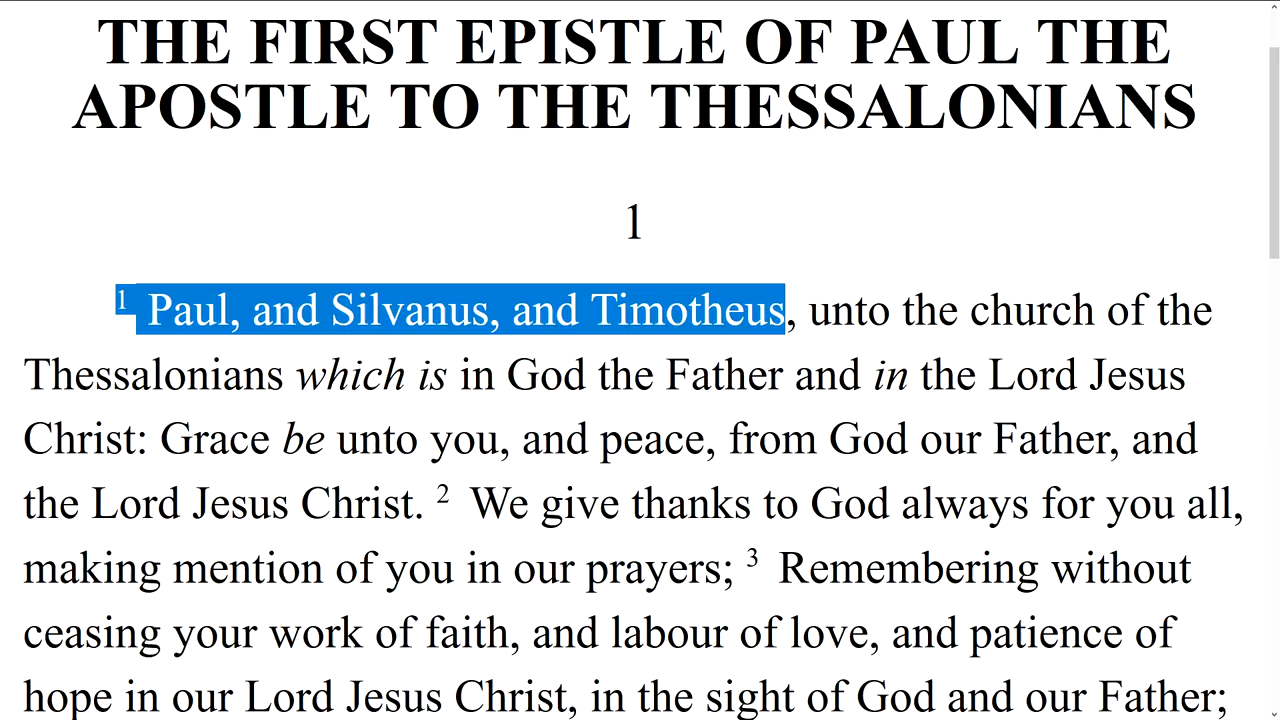 THE FIRST EPISTLE OF PAUL THE
APOSTLE TO THE THESSALONIANS
1
1 Paul, and Silvanus, and Timotheus, unto the church of the
Thessalonians which is in God the Father and in the Lord Jesus
Christ: Grace be unto you, and peace, from God our Father, and
the Lord Jesus Christ. 2 We give thanks to God always for you all,
making mention of you in our prayers; 3 Remembering without
ceasing your work of faith, and labour of love, and patience of
hope in our Lord Jesus Christ, in the sight of God and our Father;